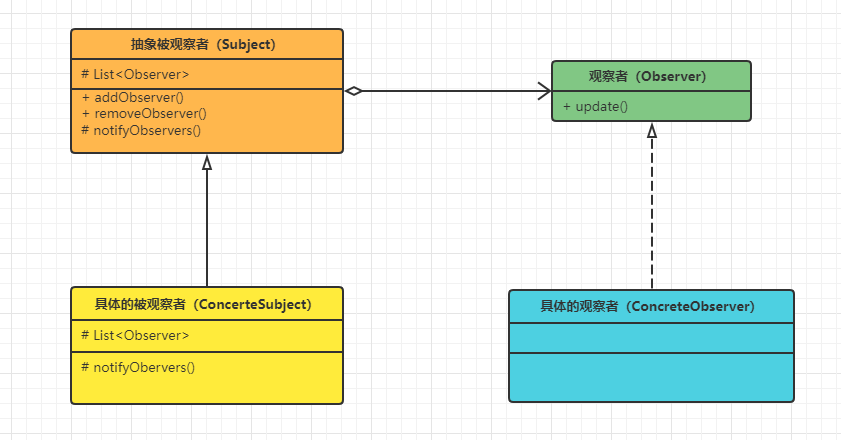 抽象被观察者（Subject）
# List<Observer>
+ addObserver()
+ removeObserver()
# notifyObservers()
观察者（Observer）
+ update()
具体的被观察者（ConcerteSubject）
# List<Observer>
# notifyObervers()
具体的观察者（ConcreteObserver）